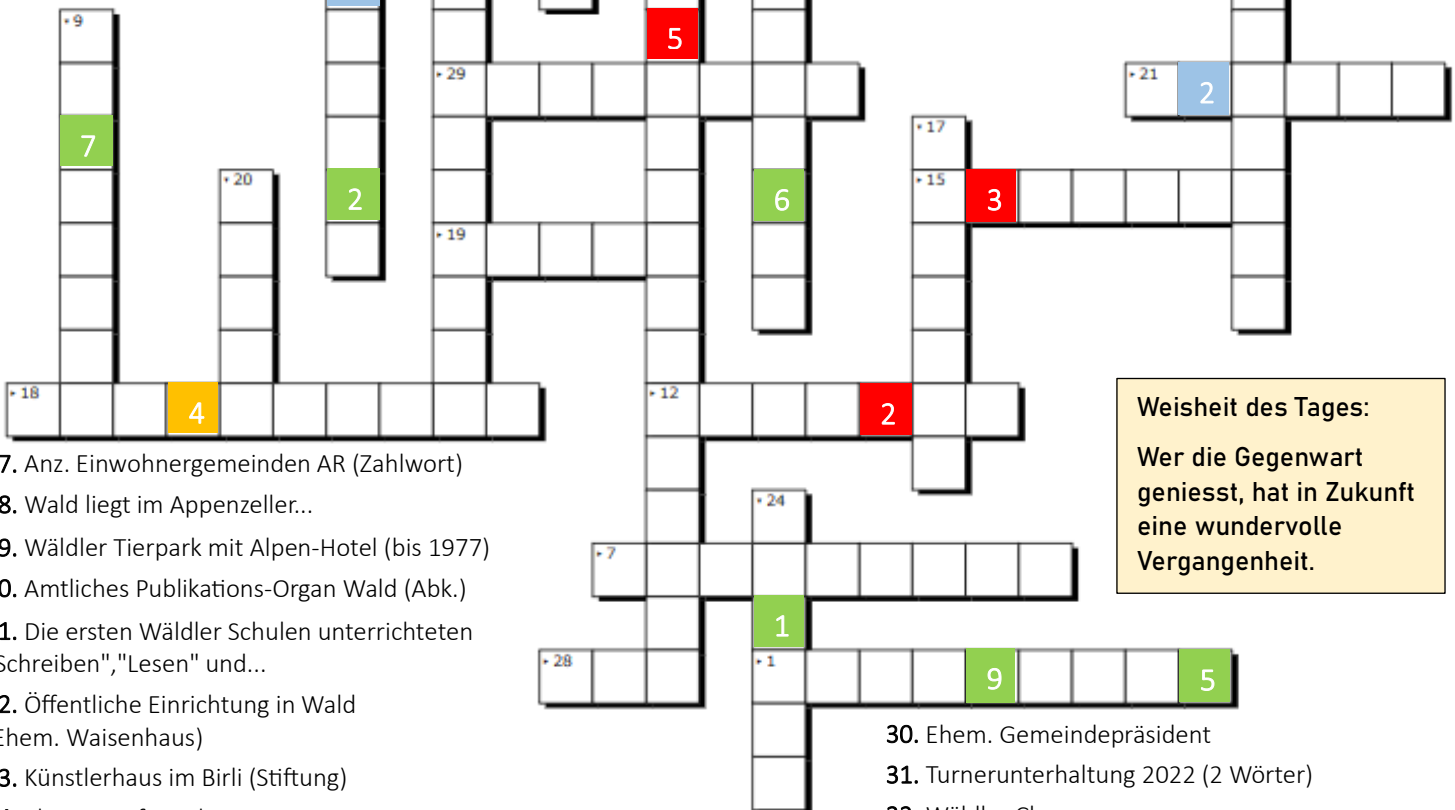 9
5
29
21 2
7
17
20
2
6
15 3
19
18 4
12 2
Weisheit des Tages:
Wer die Gegenwart
geniesst, hat in Zukunft
eine wundervolle
Vergangenheit.
7. Anz. Einwohnergemeinden AR (Zahlwort)
8. Wald liegt im Appenzeller...
9. Wäldler Tierpark mit Alpen-Hotel (bis 1977)
0. Amtliches Publikations-Organ Wald (Abk.)
1. Die ersten Wäldler Schulen unterrichteten
Schreiben","Lesen" und...
2. Öffentliche Einrichtung in Wald
Ehem. Waisenhaus)
3. Künstlerhaus im Birli (Stiftung)
24
7
1
28
1 9 5
30. Ehem. Gemeindepräsident
31. Turnerunterhaltung 2022 (2 Wörter)